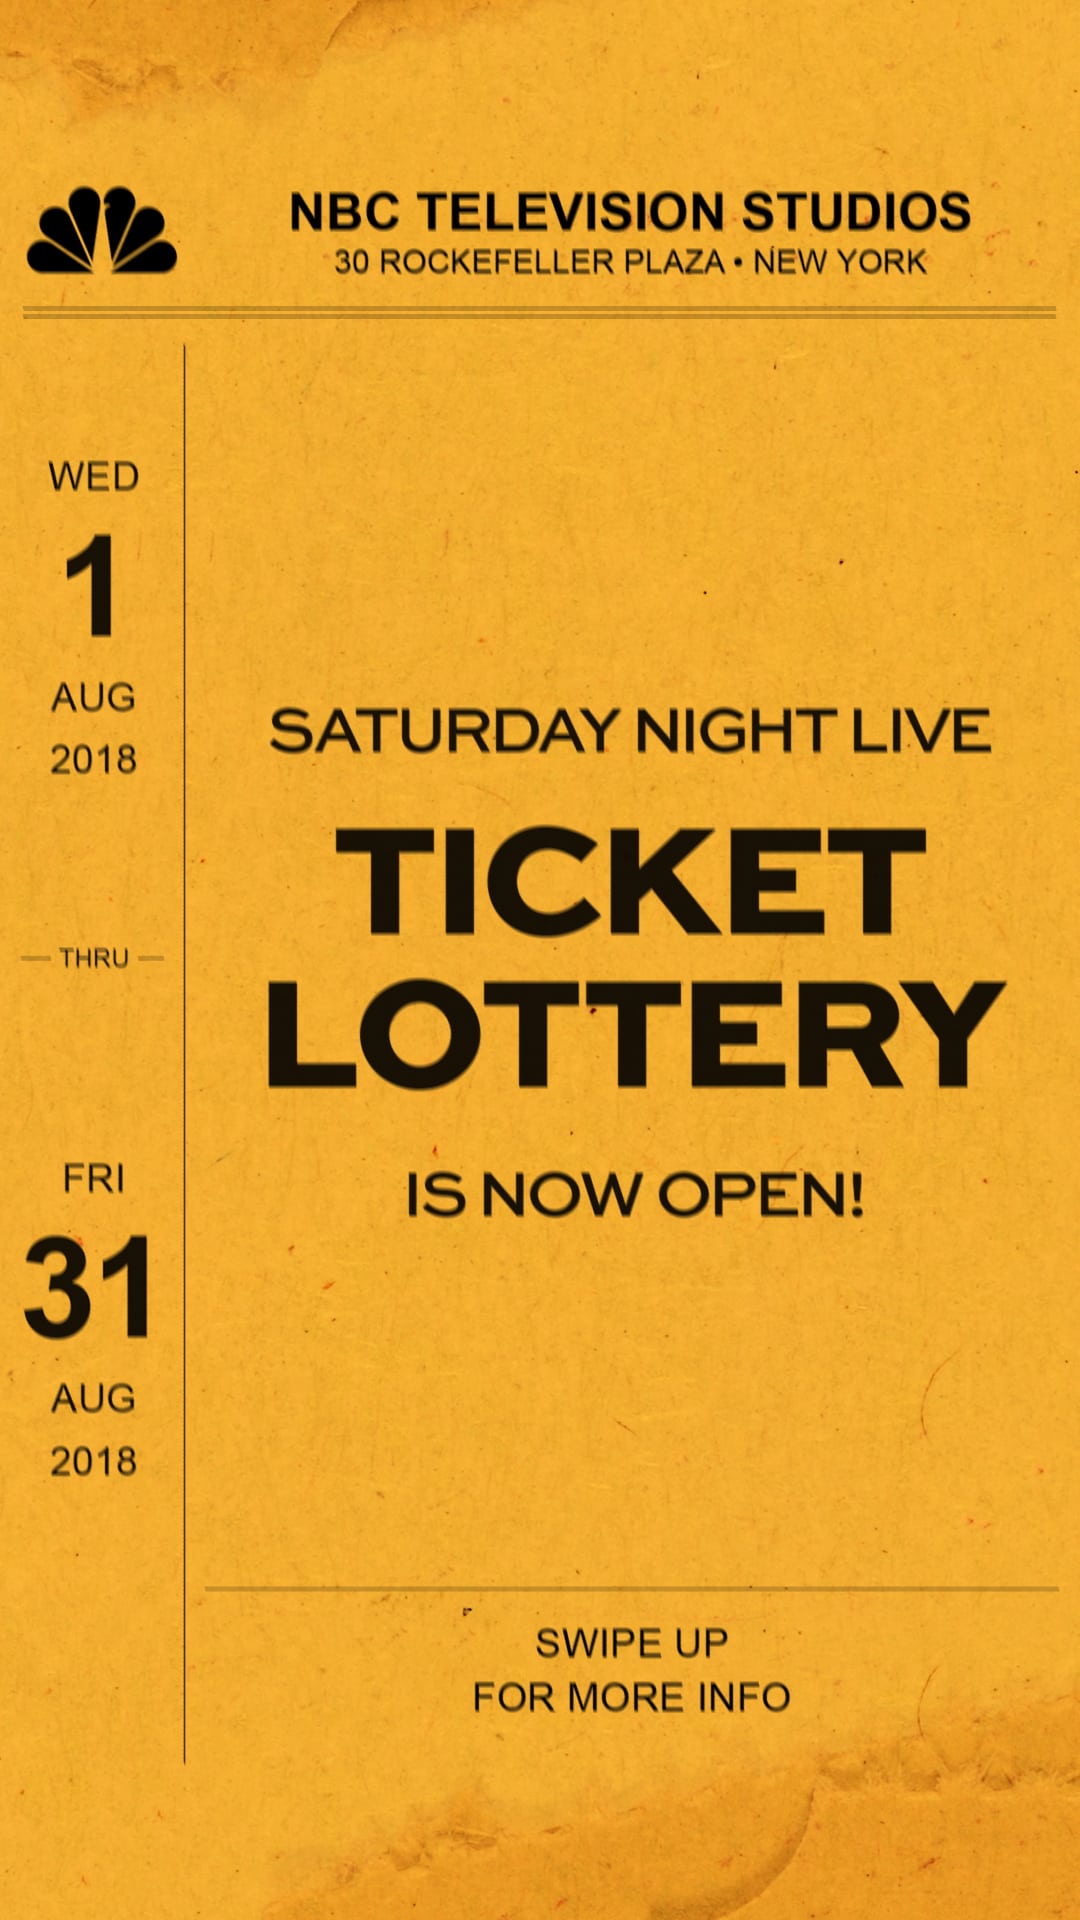 NBC TELEVISION STUDIOS
30 ROCKEFELLER PLAZA • NEW YORK
WED
1
AUG
2018
THRU
FRI
31
AUG
2018
SATURDAY NIGHT LIVE
TICKET
LOTTERY
IS NOW OPEN!
SWIPE UP
FOR MORE INFO